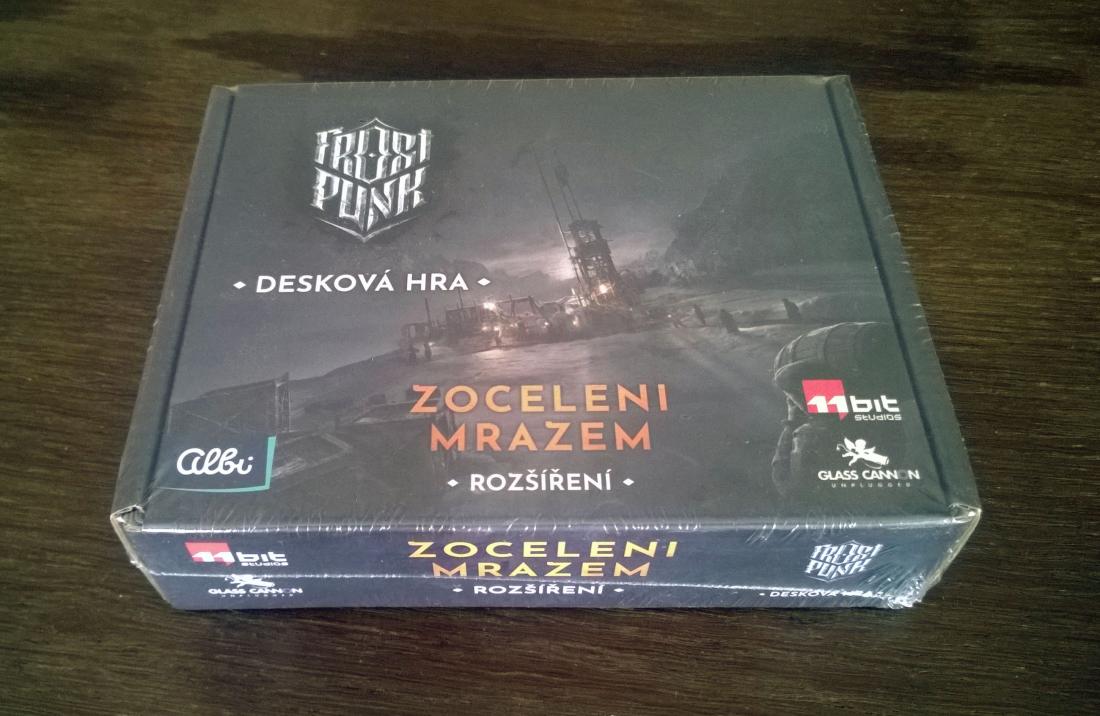 FROST
PUNK
DESKOVÁ HRA
ZOCELENI
MRAZEM
ROZŠÍŘENÍ
Albi
11bit
STUDIOS
GLASS CANNON
UNPLUGGED
11bit
STUDIOS
GLASS CANNON
UNPLUGGED
ZOCELENI
MRAZEM
ROZŠÍŘENÍ
FROST
PUNK
DESKOVÁ HRA